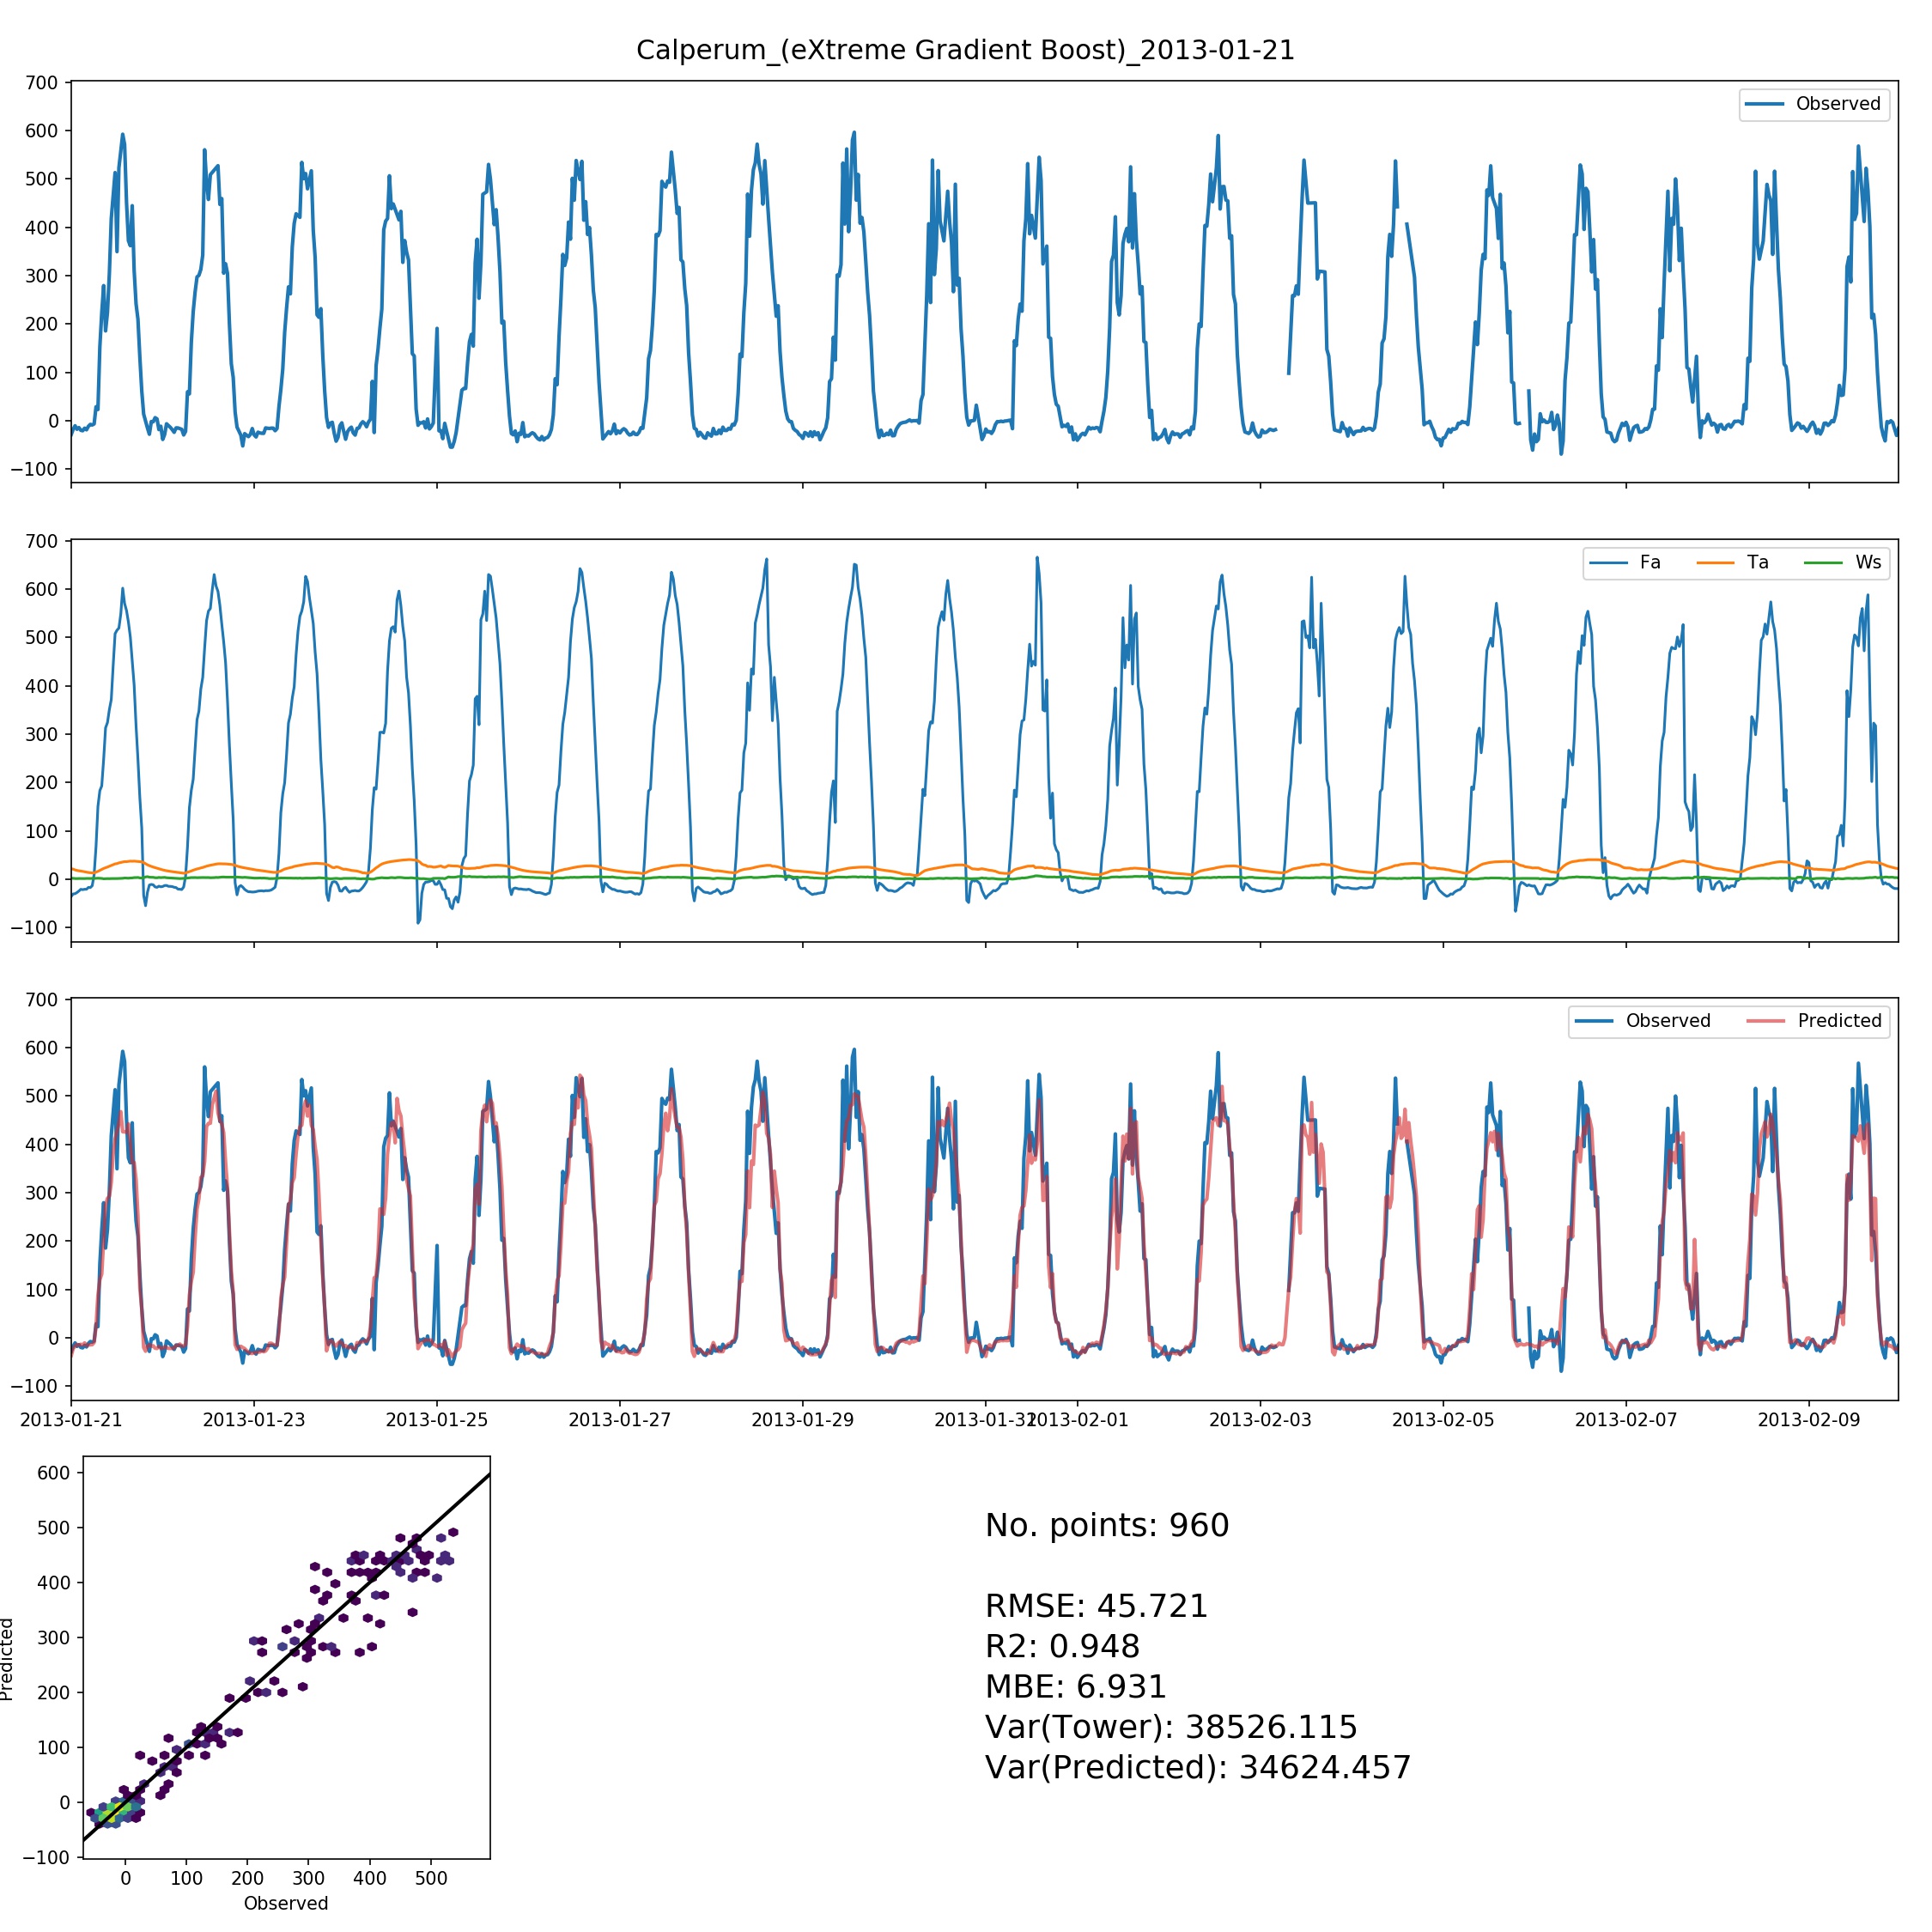 Calperum_(eXtreme Gradient Boost)_2013-01-21
700
600
500
400
300
200
100
0
−100
Observed
700
600
500
400
300
200
100
0
−100
Fa Ta Ws
700
600
500
400
300
200
100
0
−100
Observed Predicted
2013-01-21 2013-01-23 2013-01-25 2013-01-27 2013-01-29 2013-01-31 2013-02-01 2013-02-03 2013-02-05 2013-02-07 2013-02-09
600
500
400
300
200
100
0
−100
Predicted
0 100 200 300 400 500
Observed
No. points: 960
RMSE: 45.721
R2: 0.948
MBE: 6.931
Var(Tower): 38526.115
Var(Predicted): 34624.457